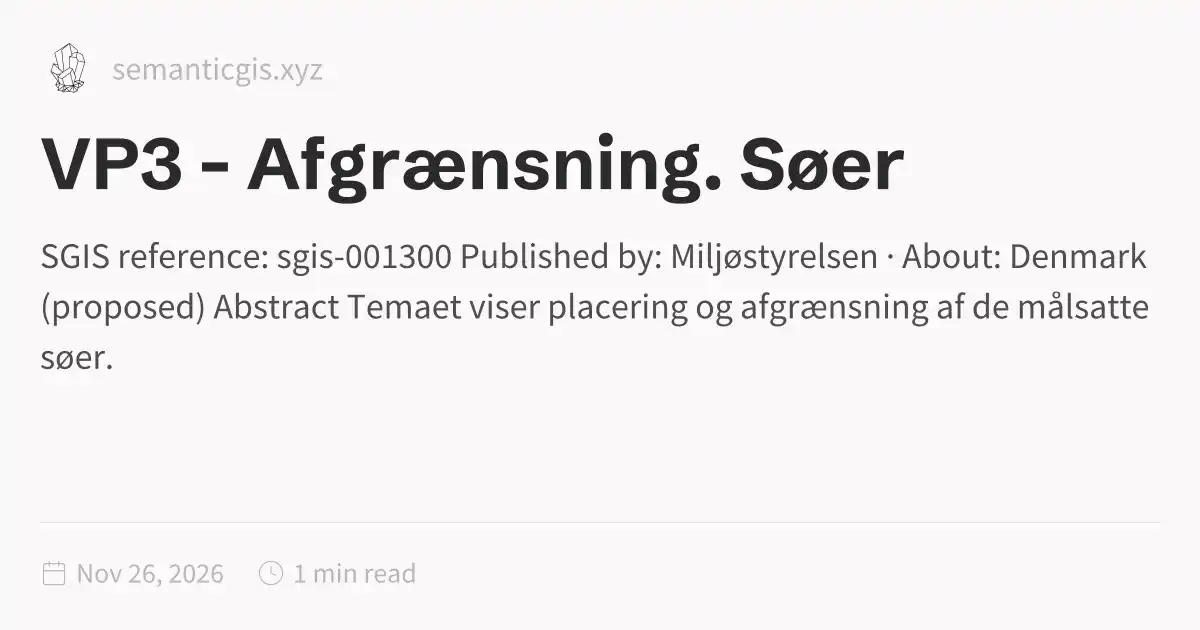 semanticgis.xyz
VP3 - Afgrænsning. Søer
SGIS reference: sgis-001300 Published by: Miljøstyrelsen · About: Denmark
(proposed) Abstract Temaet viser placering og afgrænsning af de målsatte
søer.
Nov 26, 2026 1 min read